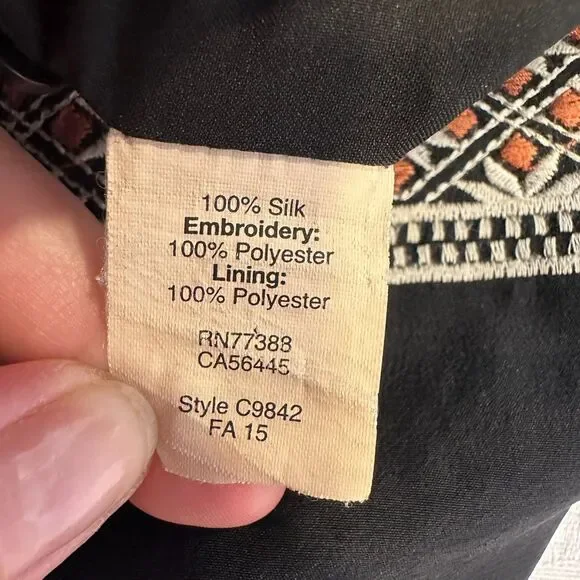 100% Silk
Embroidery:
100% Polyester
Lining:
100% Polyester
RN77388
CA56445
Style C9842
FA 15